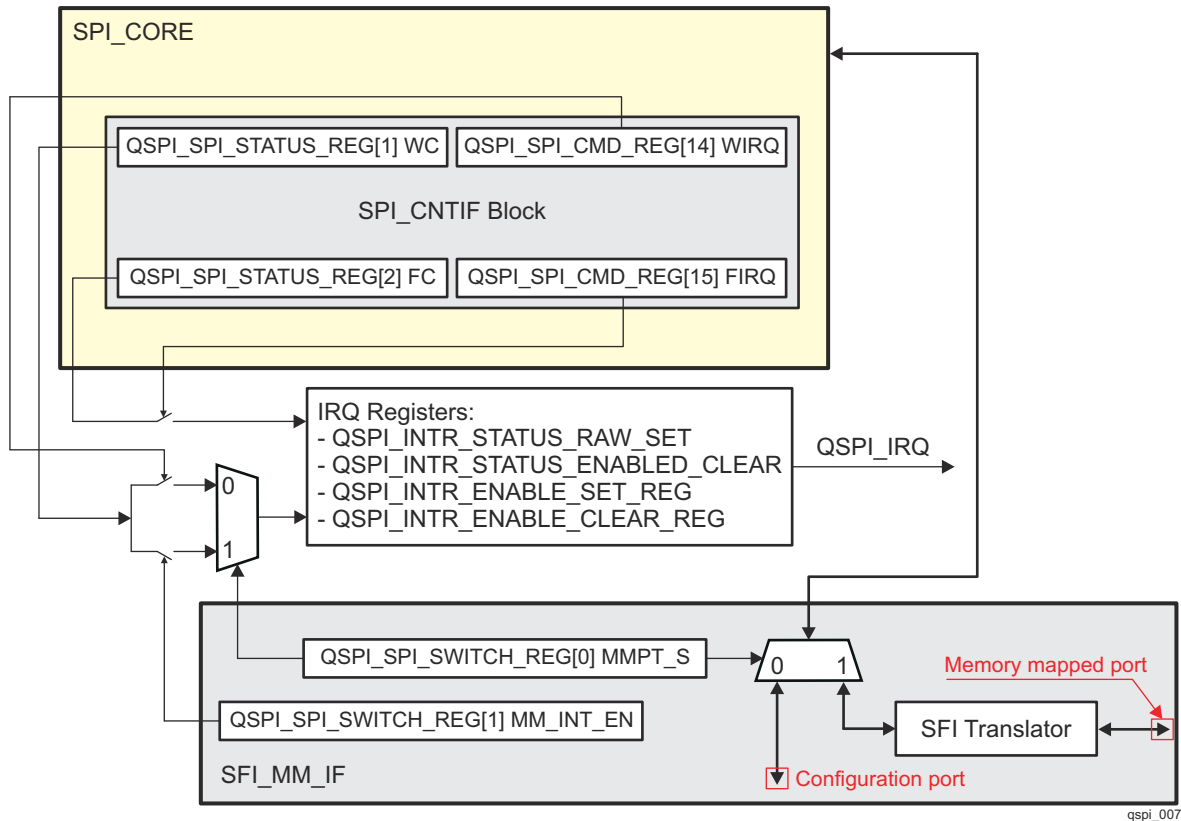 SPI_CORE
QSPI_SPI_STATUS_REG[1] WC
QSPI_SPI_CMD_REG[14] WIRQ
SPI_CNTIF Block
QSPI_SPI_STATUS_REG[2] FC
QSPI_SPI_CMD_REG[15] FIRQ
IRQ Registers:
- QSPI_INTR_STATUS_RAW_SET
- QSPI_INTR_STATUS_ENABLED_CLEAR
- QSPI_INTR_ENABLE_SET_REG
- QSPI_INTR_ENABLE_CLEAR_REG
QSPI_IRQ
0
1
QSPI_SPI_SWITCH_REG[0] MMPT_S
0 1
Memory mapped port
QSPI_SPI_SWITCH_REG[1] MM_INT_EN
SFI Translator
SFI_MM_IF
Configuration port
qspi_007